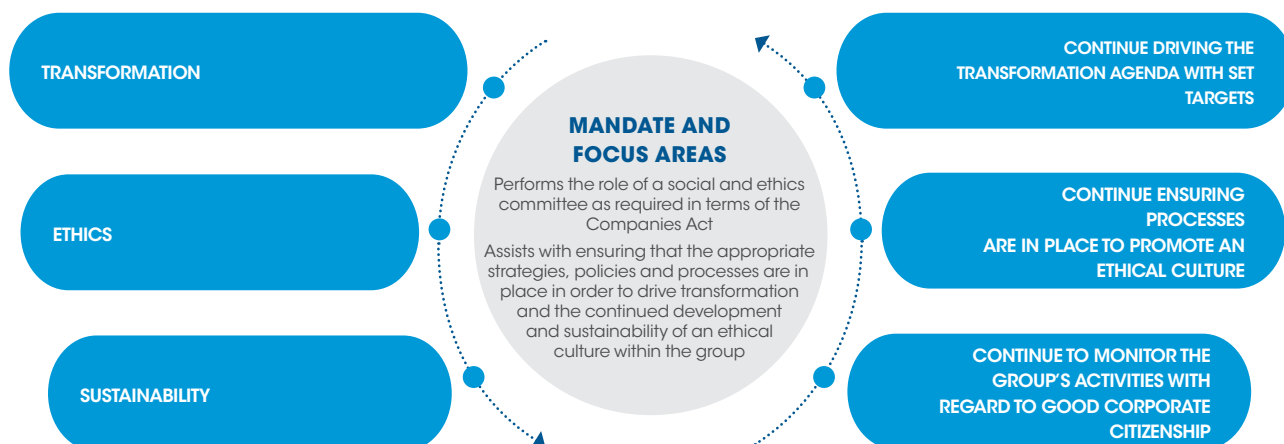 TRANSFORMATION
ETHICS
SUSTAINABILITY
MANDATE AND
FOCUS AREAS
Performs the role of a social and ethics
committee as required in terms of the
Companies Act
Assists with ensuring that the appropriate
strategies, policies and processes are in
place in order to drive transformation
and the continued development
and sustainability of an ethical
culture within the group
CONTINUE DRIVING THE
TRANSFORMATION AGENDA WITH SET
TARGETS
CONTINUE ENSURING
PROCESSES
ARE IN PLACE TO PROMOTE AN
ETHICAL CULTURE
CONTINUE TO MONITOR THE
GROUP'S ACTIVITIES WITH
REGARD TO GOOD CORPORATE
CITIZENSHIP